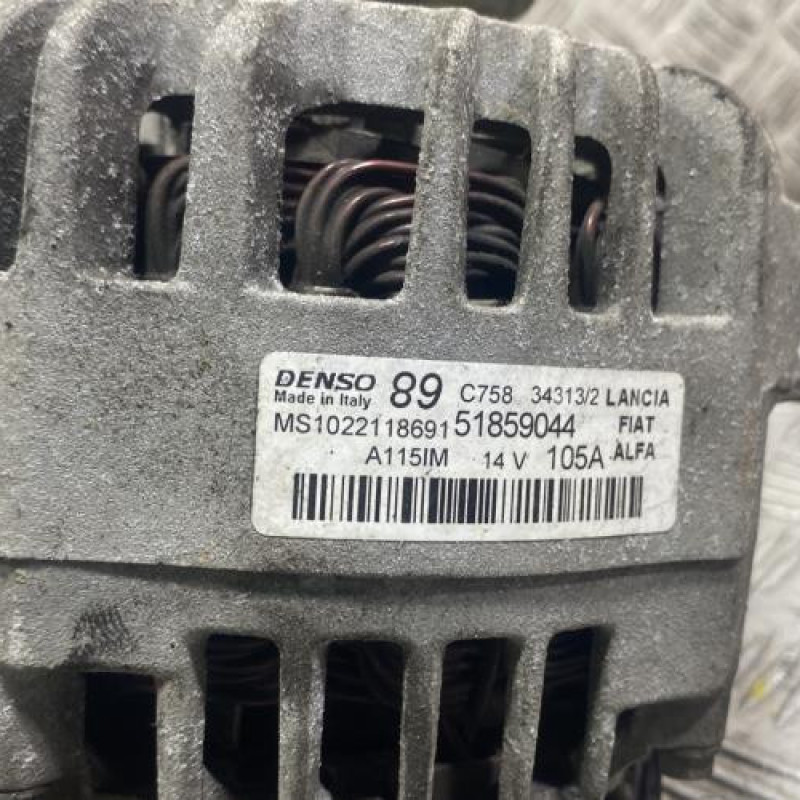 DENSO 89 C758 34313/2 LANCIA
Made in Italy
MS1022118691 51859044 FIAT
A115IM 14 V 105A ALFA